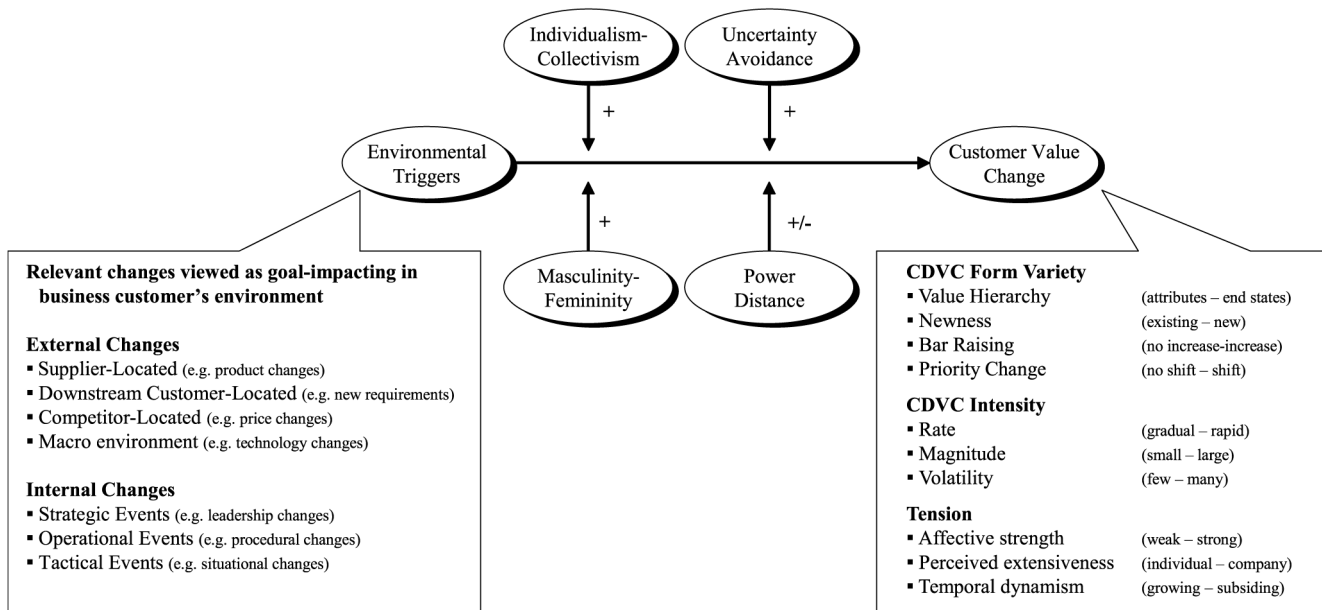 Individualism-
Collectivism
Uncertainty
Avoidance
+
+
Environmental
Triggers
Customer Value
Change
+
+/-
Masculinity-
Femininity
Power
Distance
Relevant changes viewed as goal-impacting in
business customer's environment
External Changes
▪ Supplier-Located (e.g. product changes)
▪ Downstream Customer-Located (e.g. new requirements)
▪ Competitor-Located (e.g. price changes)
▪ Macro environment (e.g. technology changes)
Internal Changes
▪ Strategic Events (e.g. leadership changes)
▪ Operational Events (e.g. procedural changes)
▪ Tactical Events (e.g. situational changes)
CDVC Form Variety
▪ Value Hierarchy (attributes – end states)
▪ Newness (existing – new)
▪ Bar Raising (no increase-increase)
▪ Priority Change (no shift – shift)
CDVC Intensity
▪ Rate (gradual – rapid)
▪ Magnitude (small – large)
▪ Volatility (few – many)
Tension
▪ Affective strength (weak – strong)
▪ Perceived extensiveness (individual – company)
▪ Temporal dynamism (growing – subsiding)